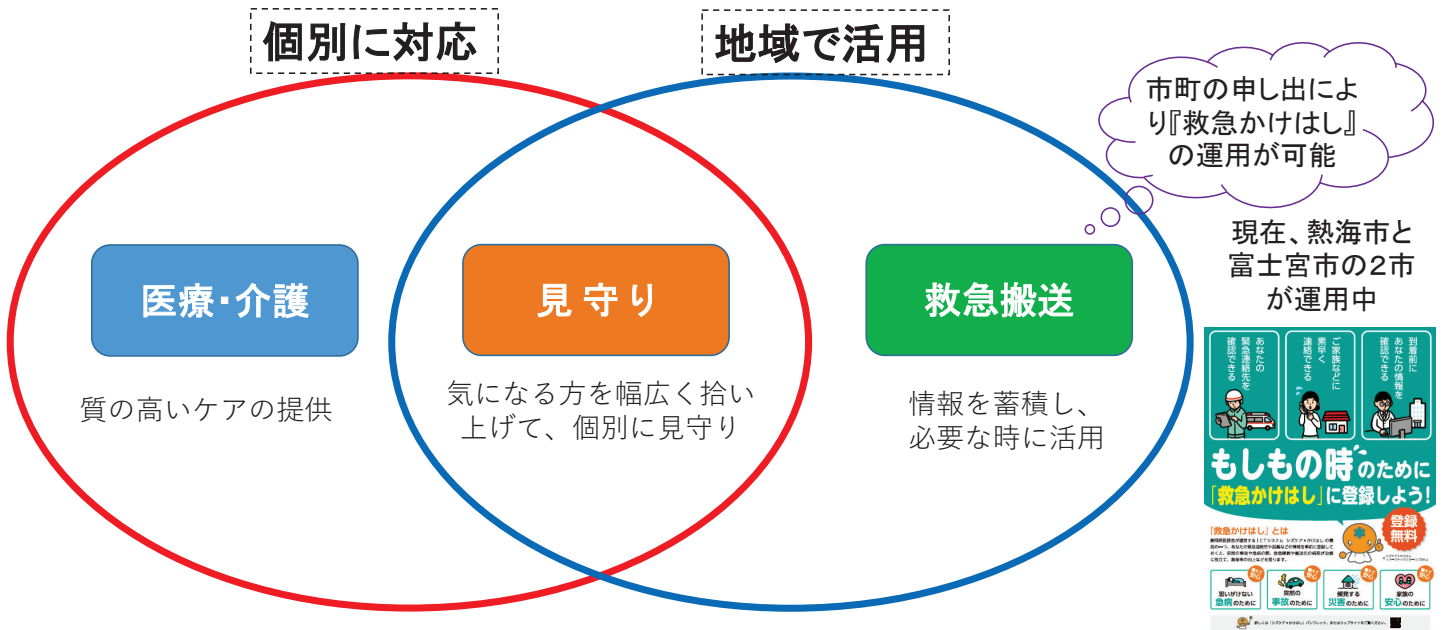 個別に対応
地域で活用
市町の申し出によ
り『救急かけはし』
の運用が可能
現在、熱海市と
富士宮市の2市
が運用中
医療・介護
見守り
救急搬送
質の高いケアの提供
気になる方を幅広く拾い
上げて、個別に見守り
情報を蓄積し、
必要な時に活用
到着前に
あなたの情報を
確認できる
ご家族などに
素早く
連絡できる
あなたの
緊急連絡先を
確認できる
もしもの時のために
「救急かけはし」に登録しよう!
登録
無料
「救急かけはし」とは
思いがけない
急病のために
突然の
事故のために
頻発する
災害のために
家族の
安心のために